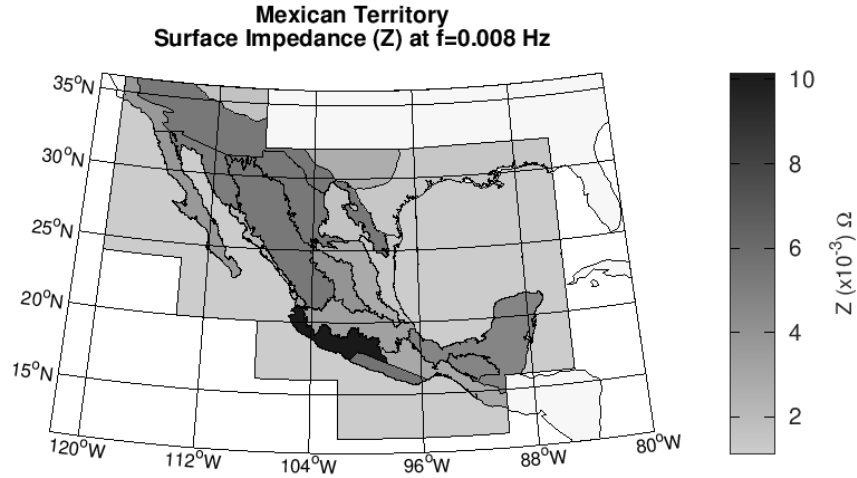 Mexican Territory
Surface Impedance (Z) at f=0.008 Hz
35°N
30°N
25°N
20°N
15°N
120°W
112°W
104°W
96°W
88°W
80°W
10
8
6
4
2
Z (x10⁻³) Ω